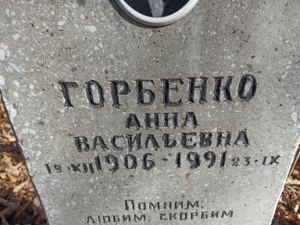 ГОРБЕНКО
АННА
ВАСИЛЬЕВНА
19·XII 1906-1991 23·IX
Помним,
любим, скорбим